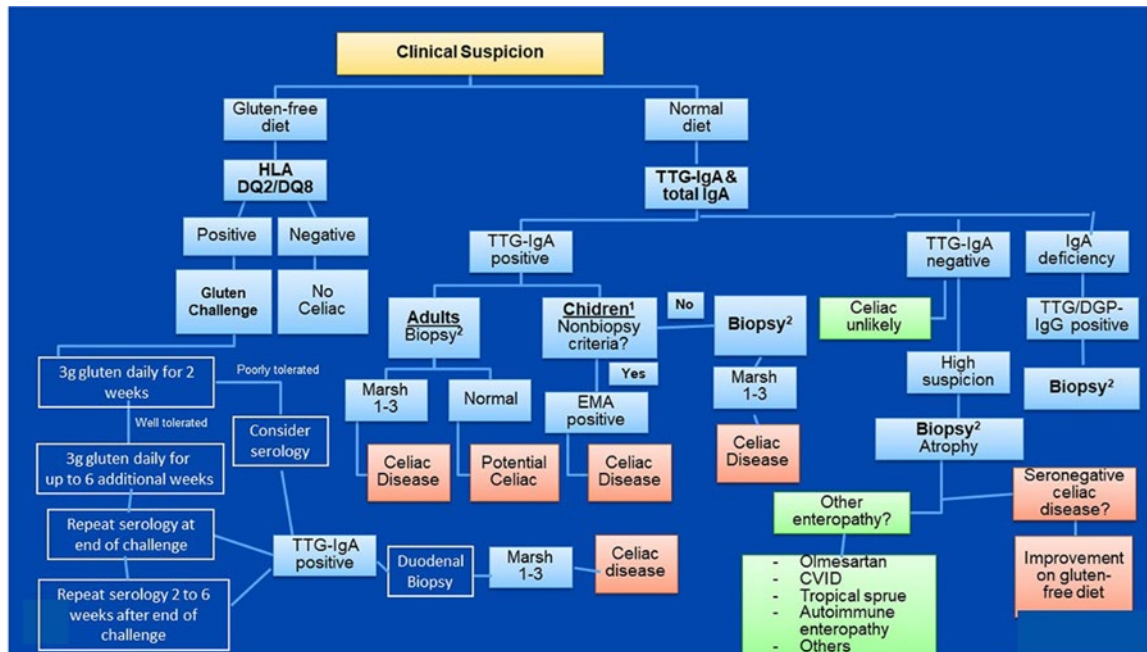 Clinical Suspicion
Gluten-free
diet
Normal
diet
HLA
DQ2/DQ8
TTG-IgA &
total IgA
Positive
Negative
TTG-IgA
positive
TTG-IgA
negative
IgA
deficiency
Gluten
Challenge
No
Celiac
Adults
Biopsy²
Chidren¹
Nonbiopsy
criteria?
No
Biopsy²
Celiac
unlikely
TTG/DGP-
IgG positive
3g gluten daily for 2
weeks
Poorly tolerated
Yes
High
suspicion
Biopsy²
Marsh
1-3
Normal
EMA
positive
Marsh
1-3
Well tolerated
Consider
serology
Biopsy²
Atrophy
3g gluten daily for
up to 6 additional weeks
Celiac
Disease
Potential
Celiac
Celiac
Disease
Celiac
Disease
Other
enteropathy?
Seronegative
celiac
disease?
Repeat serology at
end of challenge
TTG-IgA
positive
Duodenal
Biopsy
Marsh
1-3
Celiac
disease
Repeat serology 2 to 6
weeks after end of
challenge
- Olmesartan
- CVID
- Tropical sprue
- Autoimmune
enteropathy
- Others
Improvement
on gluten-
free diet